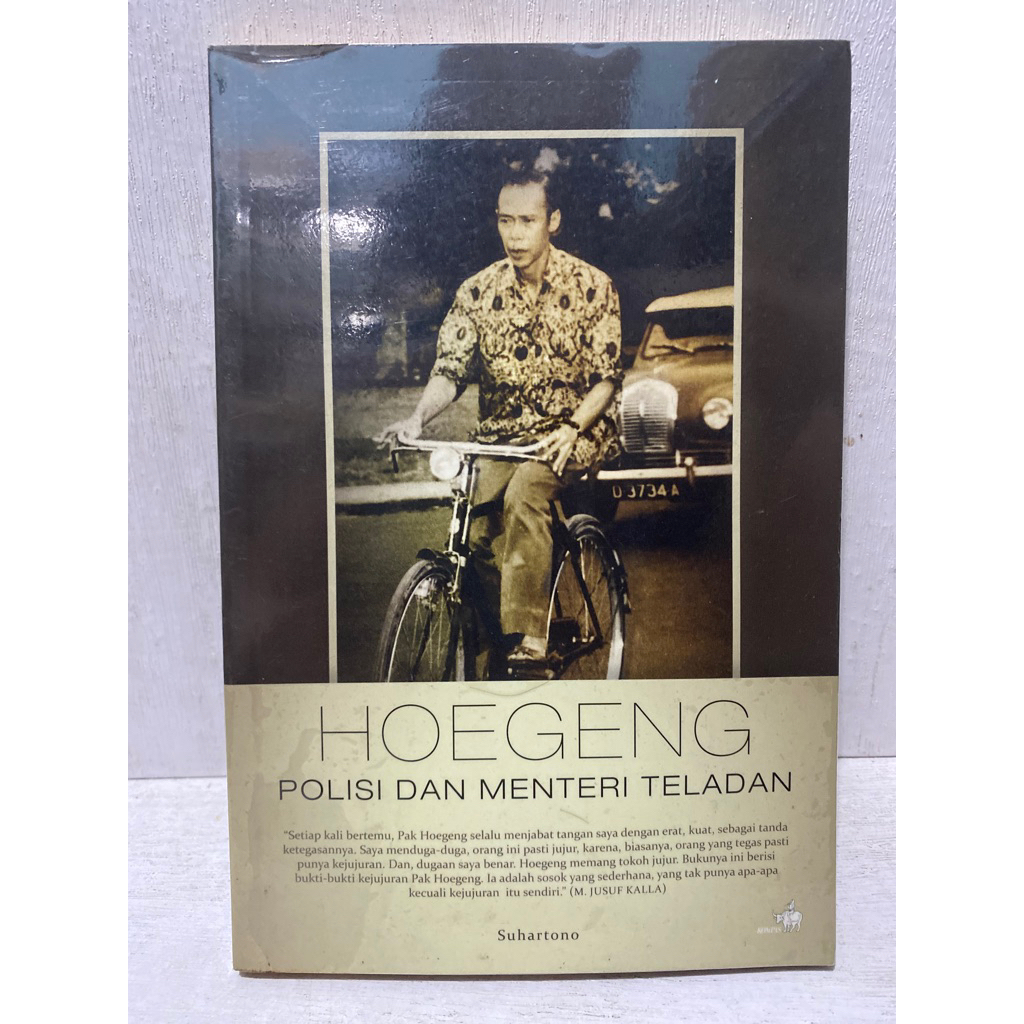 D 3734 A
HOEGENG
POLISI DAN MENTERI TELADAN
“Setiap kali bertemu, Pak Hoegeng selalu menjabat tangan saya dengan erat, kuat, sebagai tanda
ketegasannya. Saya menduga-duga, orang ini pasti jujur, karena, biasanya, orang yang tegas pasti
punya kejujuran. Dan, dugaan saya benar. Hoegeng memang tokoh jujur. Bukunya ini berisi
bukti-bukti kejujuran Pak Hoegeng. Ia adalah sosok yang sederhana, yang tak punya apa-apa
kecuali kejujuran itu sendiri.” (M. JUSUF KALLA)
Suhartono